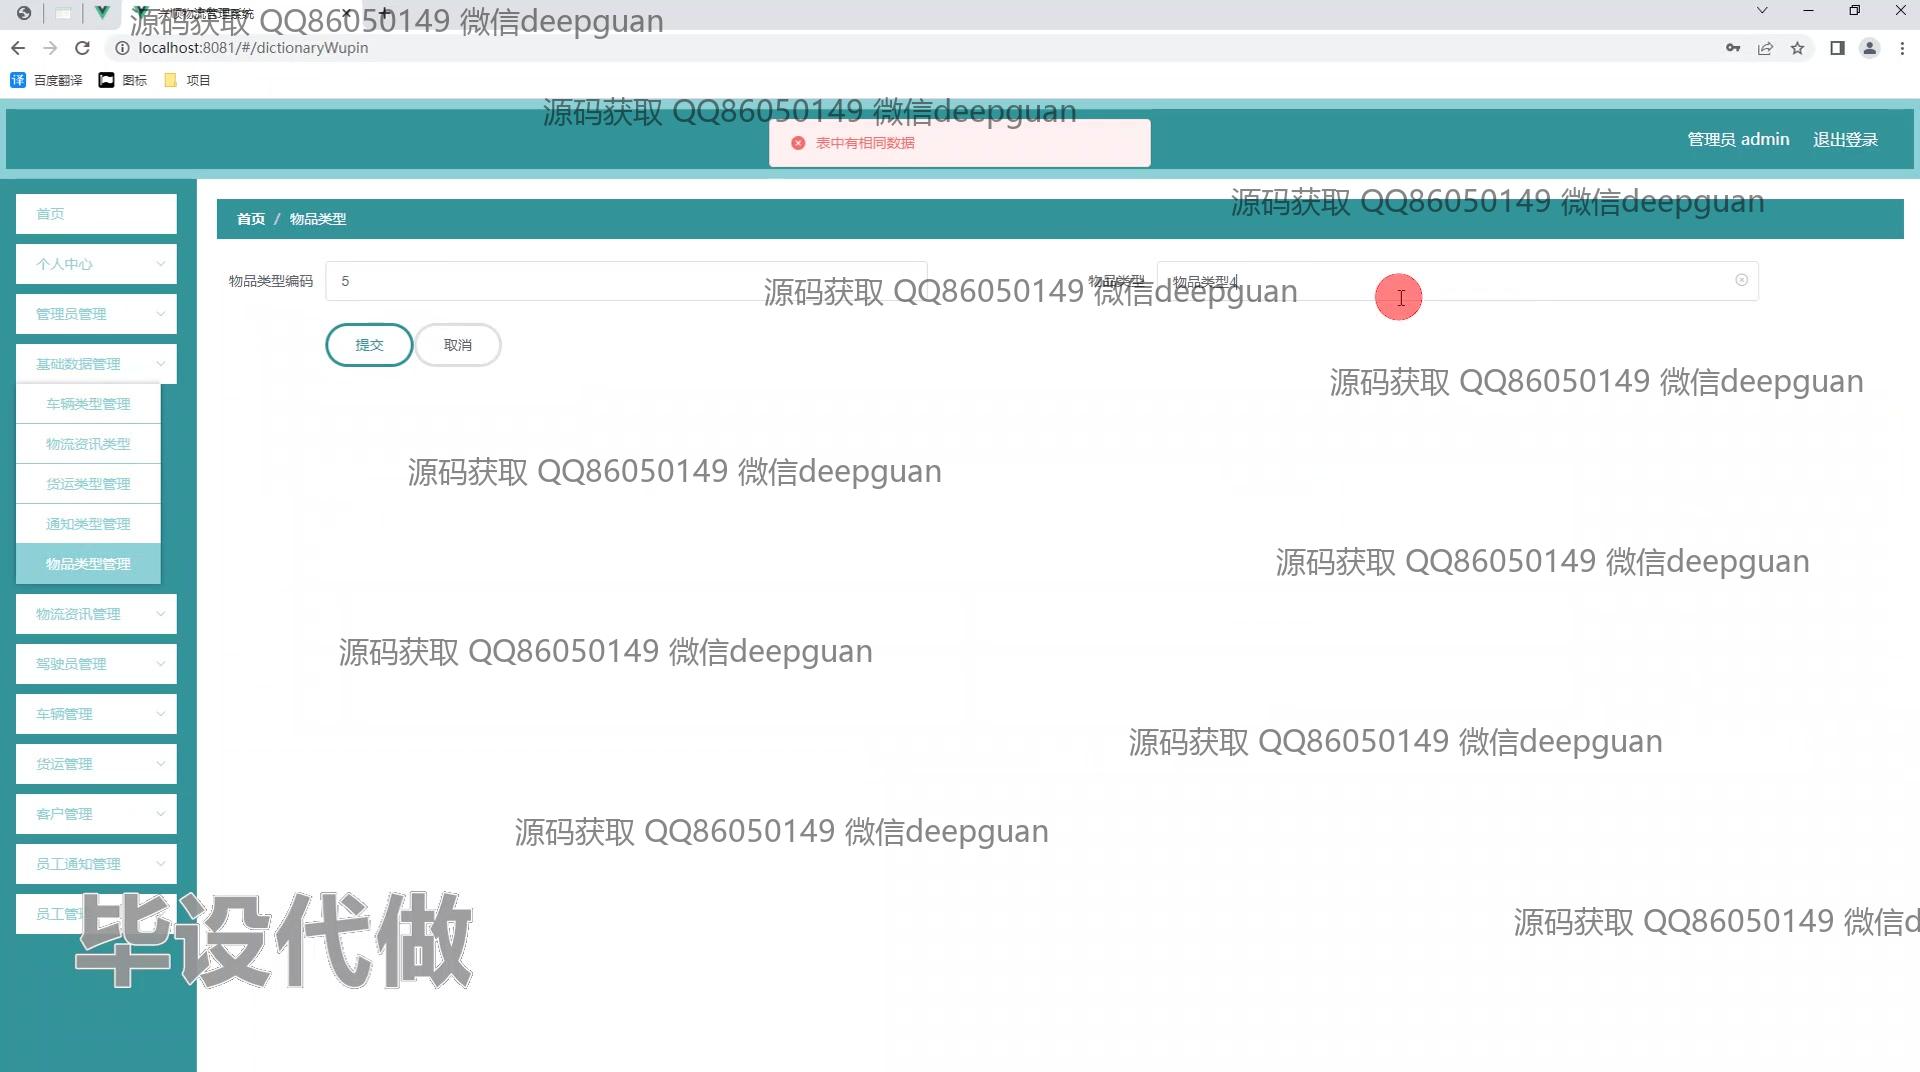 兴顺物流管理系统
源码获取 QQ86050149 微信deepguan
localhost:8081/#/dictionaryWupin
百度翻译 图标 项目
源码获取 QQ86050149 微信deepguan
表中有相同数据
管理员 admin 退出登录
源码获取 QQ86050149 微信deepguan
首页 / 物品类型
物品类型编码 5 物品类型 物品类型4
源码获取 QQ86050149 微信deepguan
提交 取消
首页
个人中心
管理员管理
基础数据管理
车辆类型管理
物流资讯类型
货运类型管理
通知类型管理
物品类型管理
物流资讯管理
驾驶员管理
车辆管理
货运管理
客户管理
员工通知管理
员工管
源码获取 QQ86050149 微信deepguan
源码获取 QQ86050149 微信deepguan
源码获取 QQ86050149 微信deepguan
源码获取 QQ86050149 微信deepguan
源码获取 QQ86050149 微信deepguan
源码获取 QQ86050149 微信deepguan
源码获取 QQ86050149 微信d
毕设代做